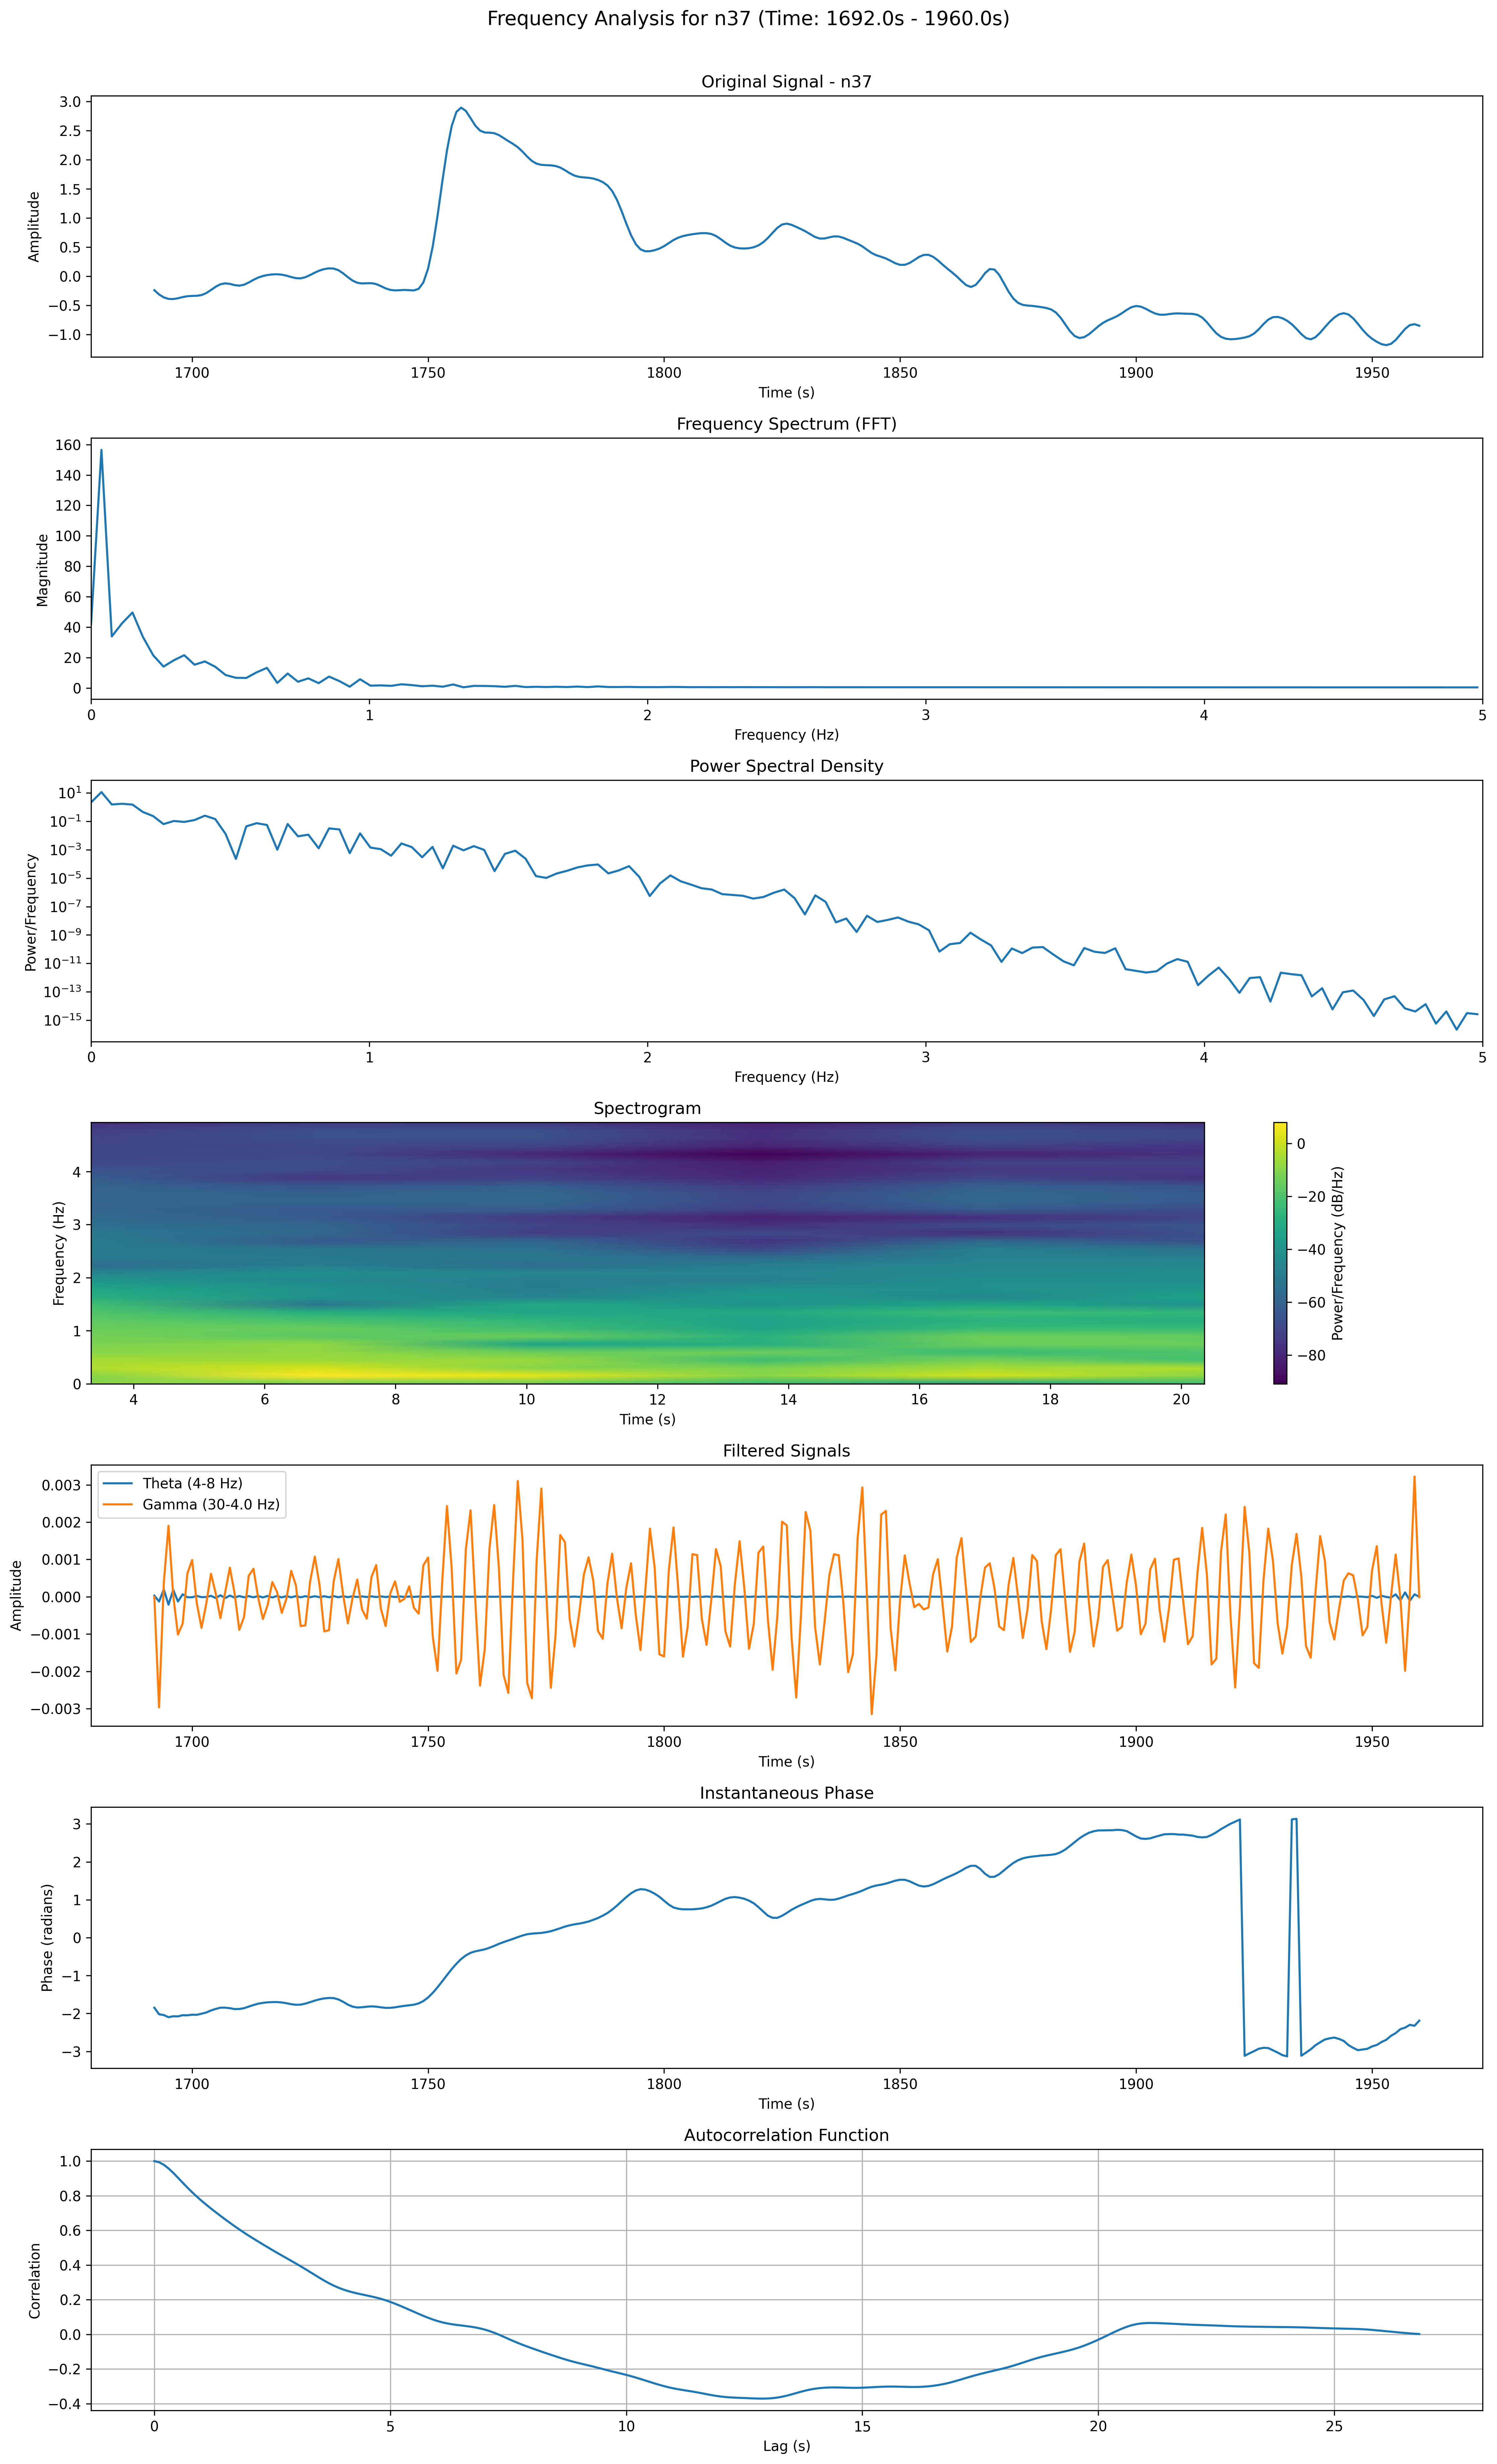 Frequency Analysis for n37 (Time: 1692.0s - 1960.0s)
Original Signal - n37
3.0
2.5
2.0
1.5
1.0
0.5
0.0
−0.5
−1.0
Amplitude
1700 1750 1800 1850 1900 1950
Time (s)
Frequency Spectrum (FFT)
160
140
120
100
80
60
40
20
0
Magnitude
0 1 2 3 4 5
Frequency (Hz)
Power Spectral Density
10¹
10⁻¹
10⁻³
10⁻⁵
10⁻⁷
10⁻⁹
10⁻¹¹
10⁻¹³
10⁻¹⁵
Power/Frequency
0 1 2 3 4 5
Frequency (Hz)
Spectrogram
4
3
2
1
0
Frequency (Hz)
4 6 8 10 12 14 16 18 20
Time (s)
0
−20
−40
−60
−80
Power/Frequency (dB/Hz)
Filtered Signals
Theta (4-8 Hz)
Gamma (30-4.0 Hz)
0.003
0.002
0.001
0.000
−0.001
−0.002
−0.003
Amplitude
1700 1750 1800 1850 1900 1950
Time (s)
Instantaneous Phase
3
2
1
0
−1
−2
−3
Phase (radians)
1700 1750 1800 1850 1900 1950
Time (s)
Autocorrelation Function
1.0
0.8
0.6
0.4
0.2
0.0
−0.2
−0.4
Correlation
0 5 10 15 20 25
Lag (s)